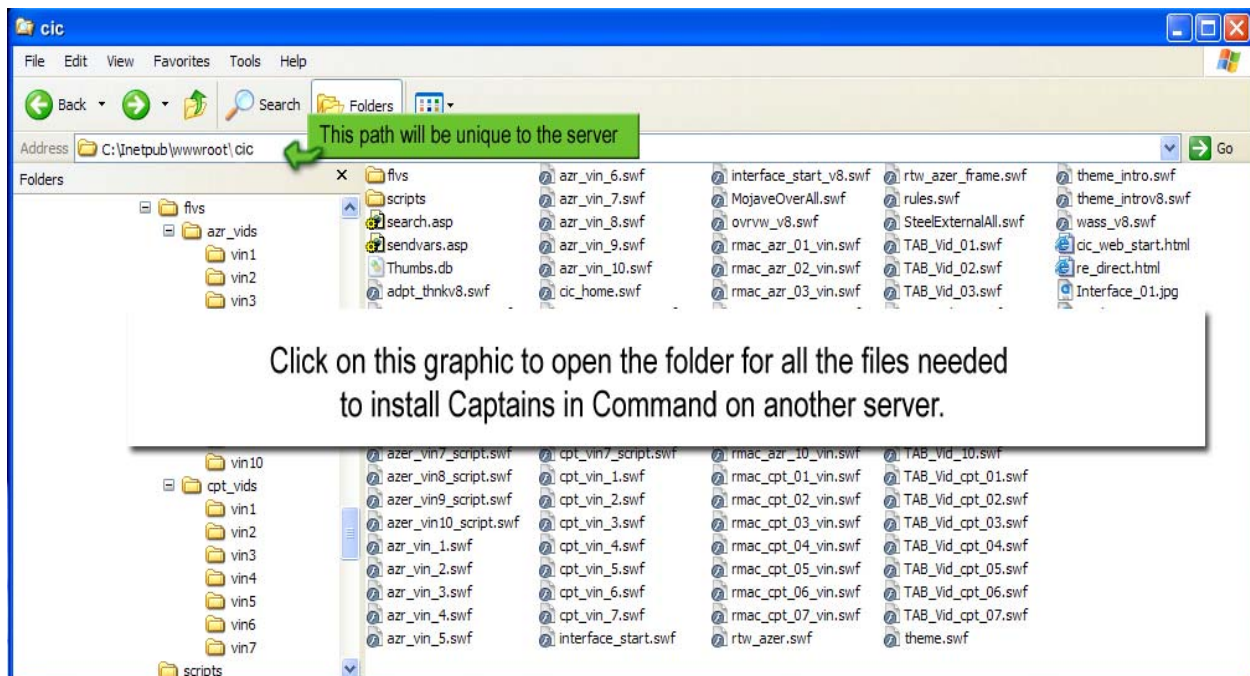 cic
File Edit View Favorites Tools Help
Back Search Folders
This path will be unique to the server
Address C:\Inetpub\wwwroot\cic Go
Folders
flvs
azr_vids
vin1
vin2
vin3
vin10
cpt_vids
vin1
vin2
vin3
vin4
vin5
vin6
vin7
scripts
flvs
scripts
search.asp
sendvars.asp
Thumbs.db
adpt_thnkv8.swf
azr_vin_6.swf
azr_vin_7.swf
azr_vin_8.swf
azr_vin_9.swf
azr_vin_10.swf
cic_home.swf
interface_start_v8.swf
MojaveOverAll.swf
ovrvw_v8.swf
rmac_azr_01_vin.swf
rmac_azr_02_vin.swf
rmac_azr_03_vin.swf
rtw_azer_frame.swf
rules.swf
SteelExternalAll.swf
TAB_Vid_01.swf
TAB_Vid_02.swf
TAB_Vid_03.swf
theme_intro.swf
theme_introv8.swf
wass_v8.swf
cic_web_start.html
re_direct.html
Interface_01.jpg
Click on this graphic to open the folder for all the files needed
to install Captains in Command on another server.
azer_vin7_script.swf
azer_vin8_script.swf
azer_vin9_script.swf
azer_vin10_script.swf
azr_vin_1.swf
azr_vin_2.swf
azr_vin_3.swf
azr_vin_4.swf
azr_vin_5.swf
cpt_vin7_script.swf
cpt_vin_1.swf
cpt_vin_2.swf
cpt_vin_3.swf
cpt_vin_4.swf
cpt_vin_5.swf
cpt_vin_6.swf
cpt_vin_7.swf
interface_start.swf
rmac_azr_10_vin.swf
rmac_cpt_01_vin.swf
rmac_cpt_02_vin.swf
rmac_cpt_03_vin.swf
rmac_cpt_04_vin.swf
rmac_cpt_05_vin.swf
rmac_cpt_06_vin.swf
rmac_cpt_07_vin.swf
rtw_azer.swf
TAB_Vid_10.swf
TAB_Vid_cpt_01.swf
TAB_Vid_cpt_02.swf
TAB_Vid_cpt_03.swf
TAB_Vid_cpt_04.swf
TAB_Vid_cpt_05.swf
TAB_Vid_cpt_06.swf
TAB_Vid_cpt_07.swf
theme.swf